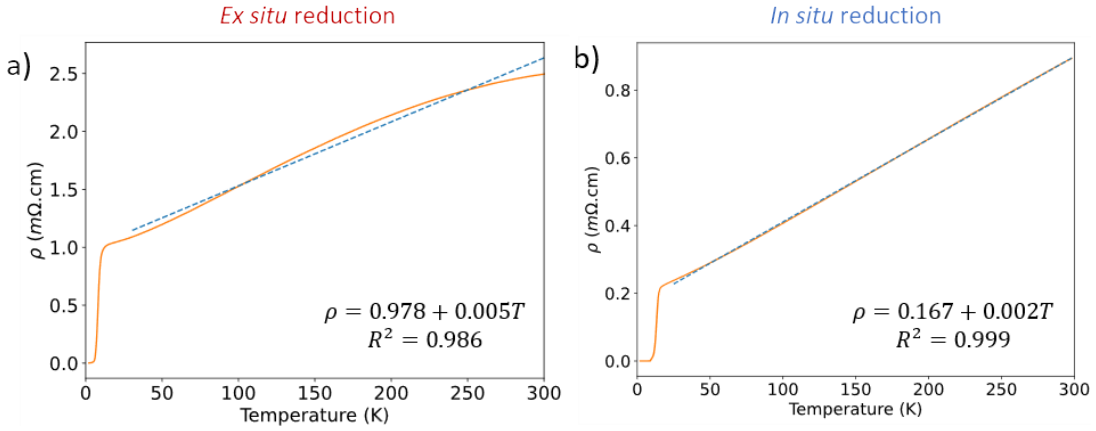 Ex situ reduction
In situ reduction
a)
2.5
2.0
1.5
1.0
0.5
0.0
ρ (mΩ.cm)
0
50
100
150
200
250
300
Temperature (K)
ρ = 0.978 + 0.005T
R² = 0.986
b)
0.8
0.6
0.4
0.2
0.0
ρ (mΩ.cm)
0
50
100
150
200
250
300
Temperature (K)
ρ = 0.167 + 0.002T
R² = 0.999